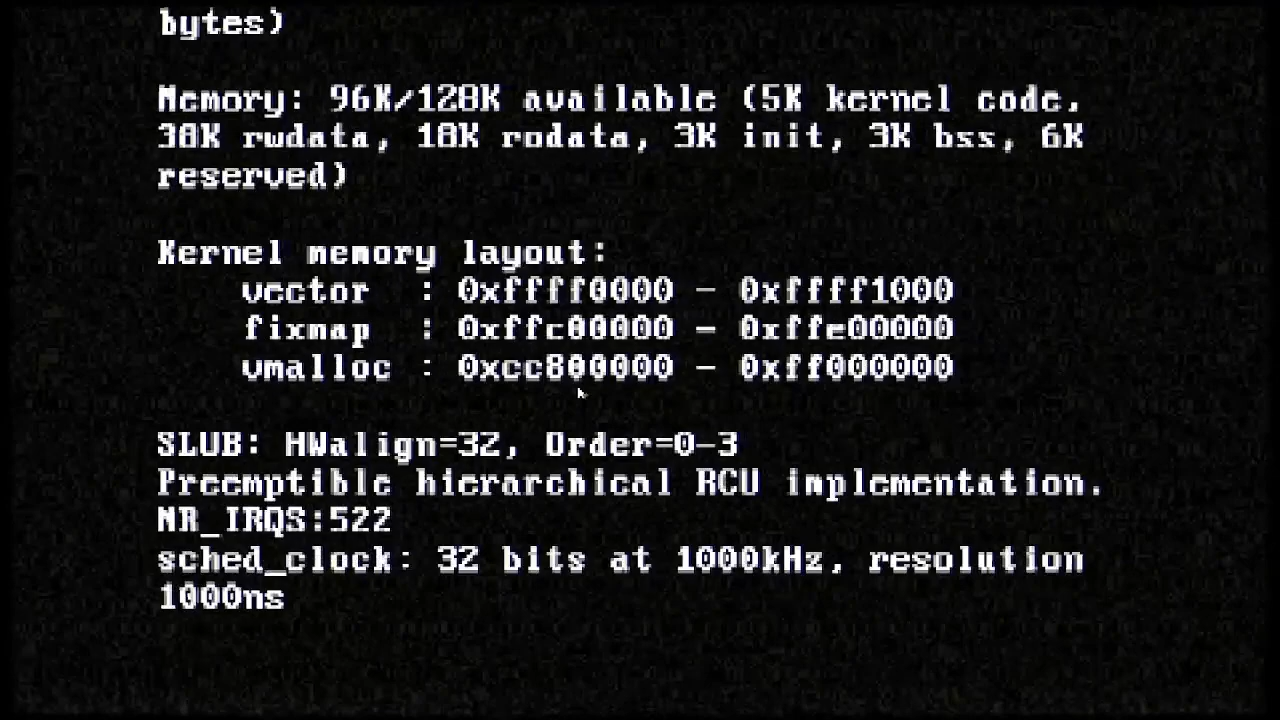 bytes)
Memory: 96K/128K available (5K kernel code,
30K rwdata, 18K rodata, 3K init, 3K bss, 6K
reserved)
Kernel memory layout:
vector : 0xffff0000 - 0xffff1000
fixmap : 0xffc00000 - 0xffe00000
vmalloc : 0xcc800000 - 0xff000000
SLUB: HWalign=32, Order=0-3
Preemptible hierarchical RCU implementation.
NR_IRQS:522
sched_clock: 32 bits at 1000kHz, resolution
1000ns